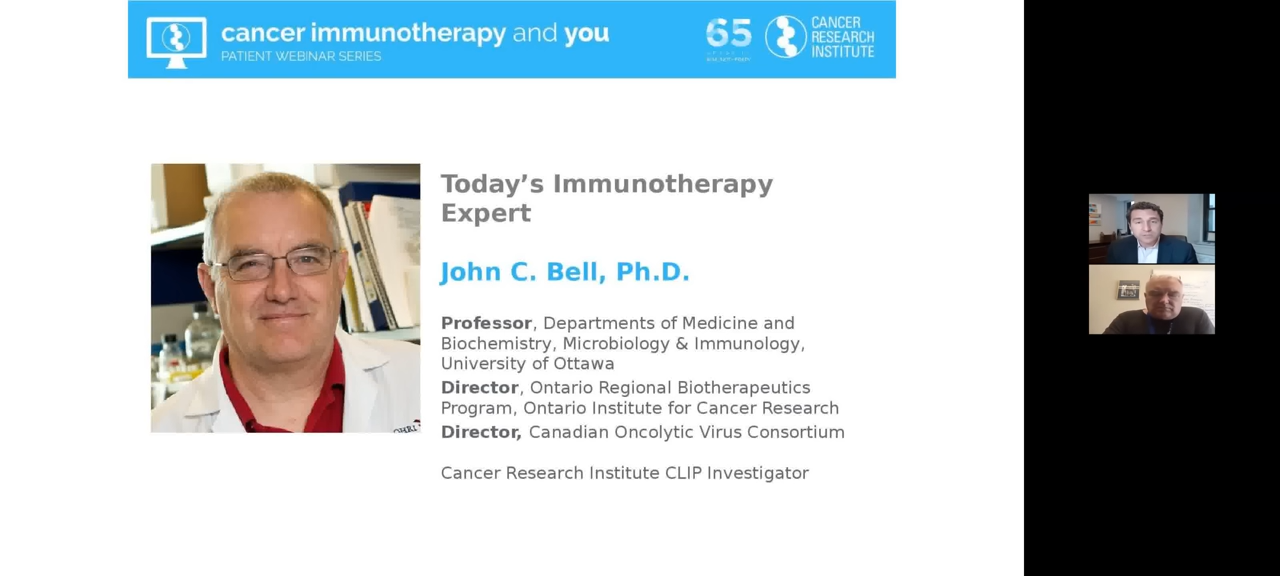 cancer immunotherapy and you
PATIENT WEBINAR SERIES
65
CANCER
RESEARCH
INSTITUTE
Today’s Immunotherapy
Expert
John C. Bell, Ph.D.
Professor, Departments of Medicine and
Biochemistry, Microbiology & Immunology,
University of Ottawa
Director, Ontario Regional Biotherapeutics
Program, Ontario Institute for Cancer Research
Director, Canadian Oncolytic Virus Consortium
Cancer Research Institute CLIP Investigator
OHRI